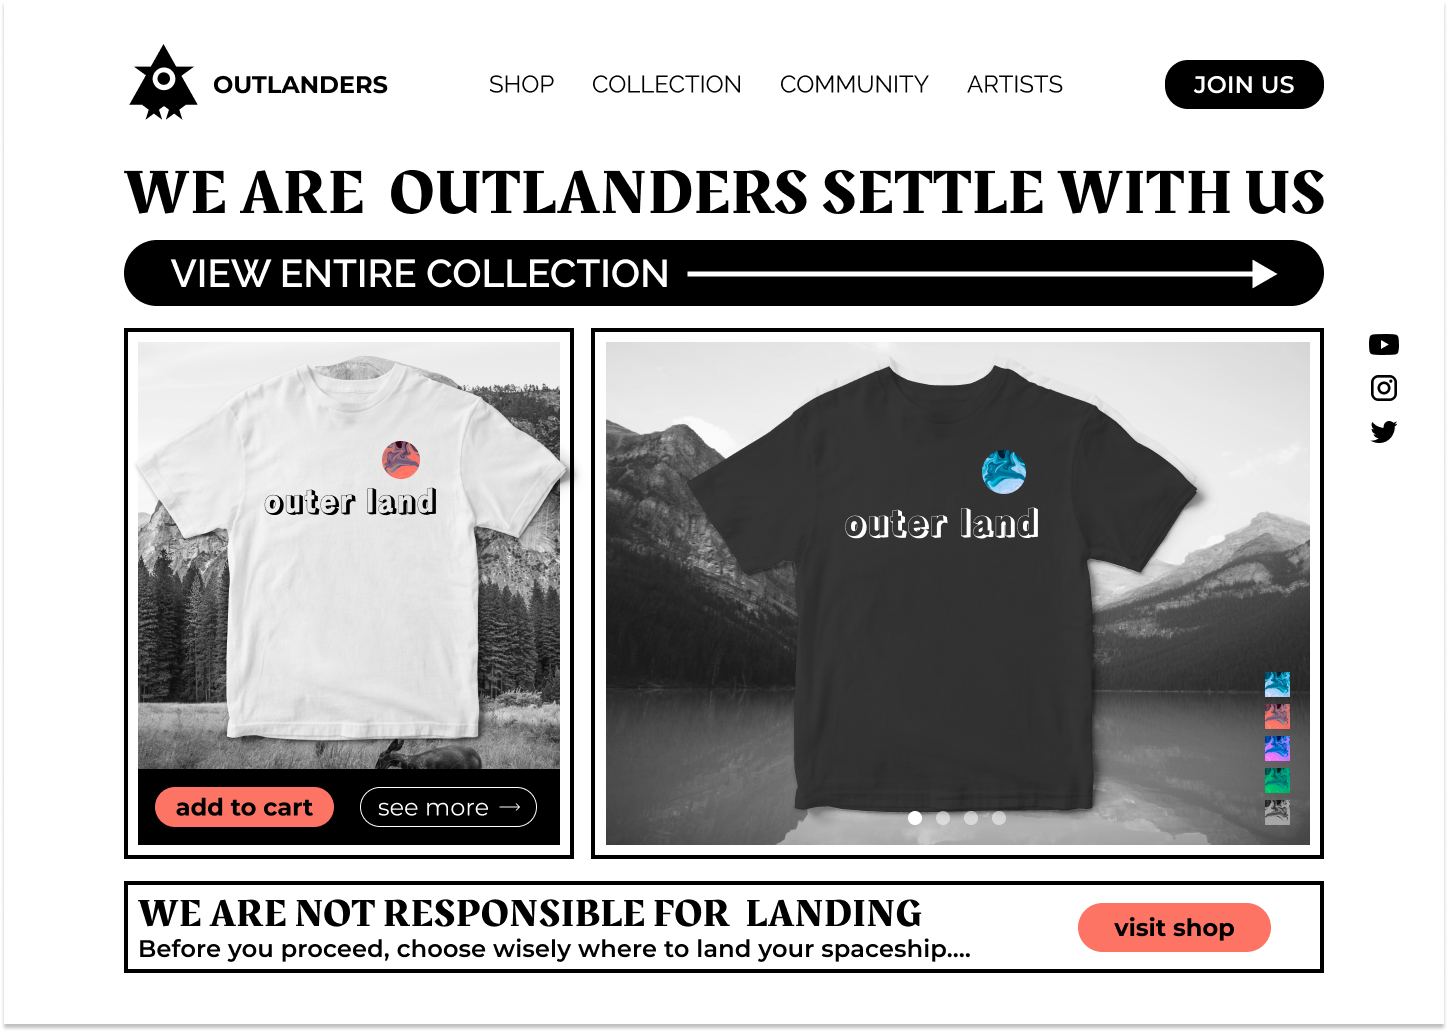 OUTLANDERS
SHOP COLLECTION COMMUNITY ARTISTS
JOIN US
WE ARE OUTLANDERS SETTLE WITH US
VIEW ENTIRE COLLECTION
outer land
outer land
add to cart
see more
WE ARE NOT RESPONSIBLE FOR LANDING
Before you proceed, choose wisely where to land your spaceship....
visit shop